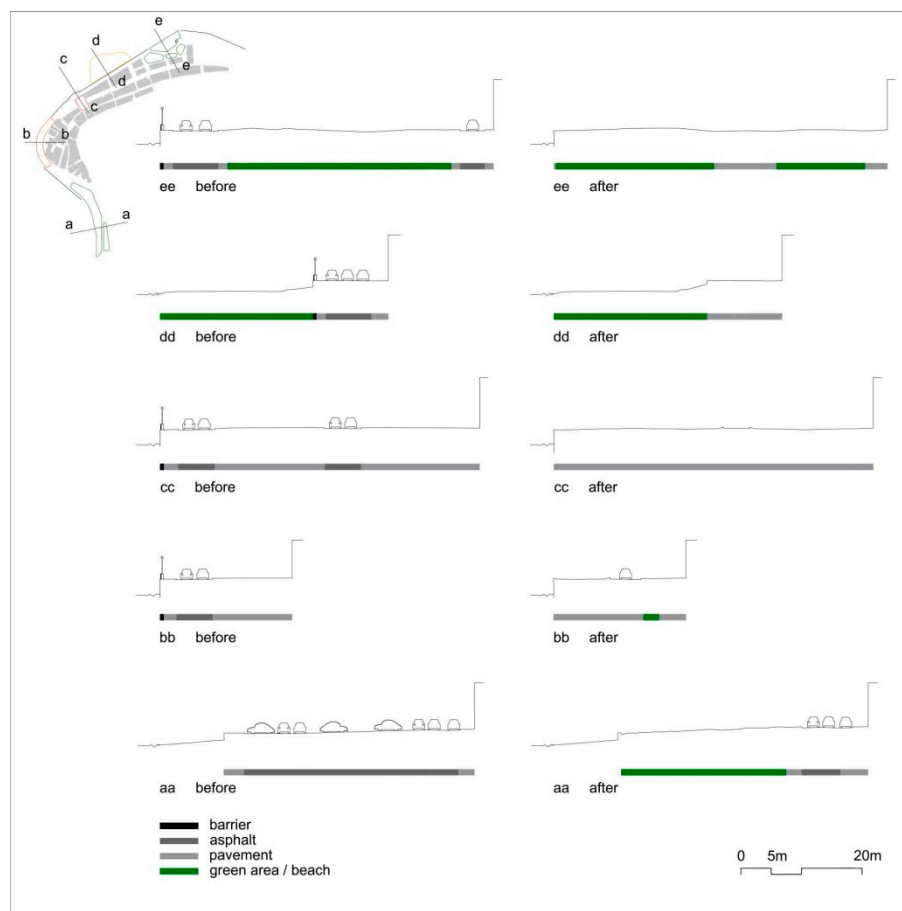 e
d
c
e
d
c
b
b
a
a
ee before
ee after
dd before
dd after
cc before
cc after
bb before
bb after
aa before
aa after
barrier
asphalt
pavement
green area / beach
0 5m 20m